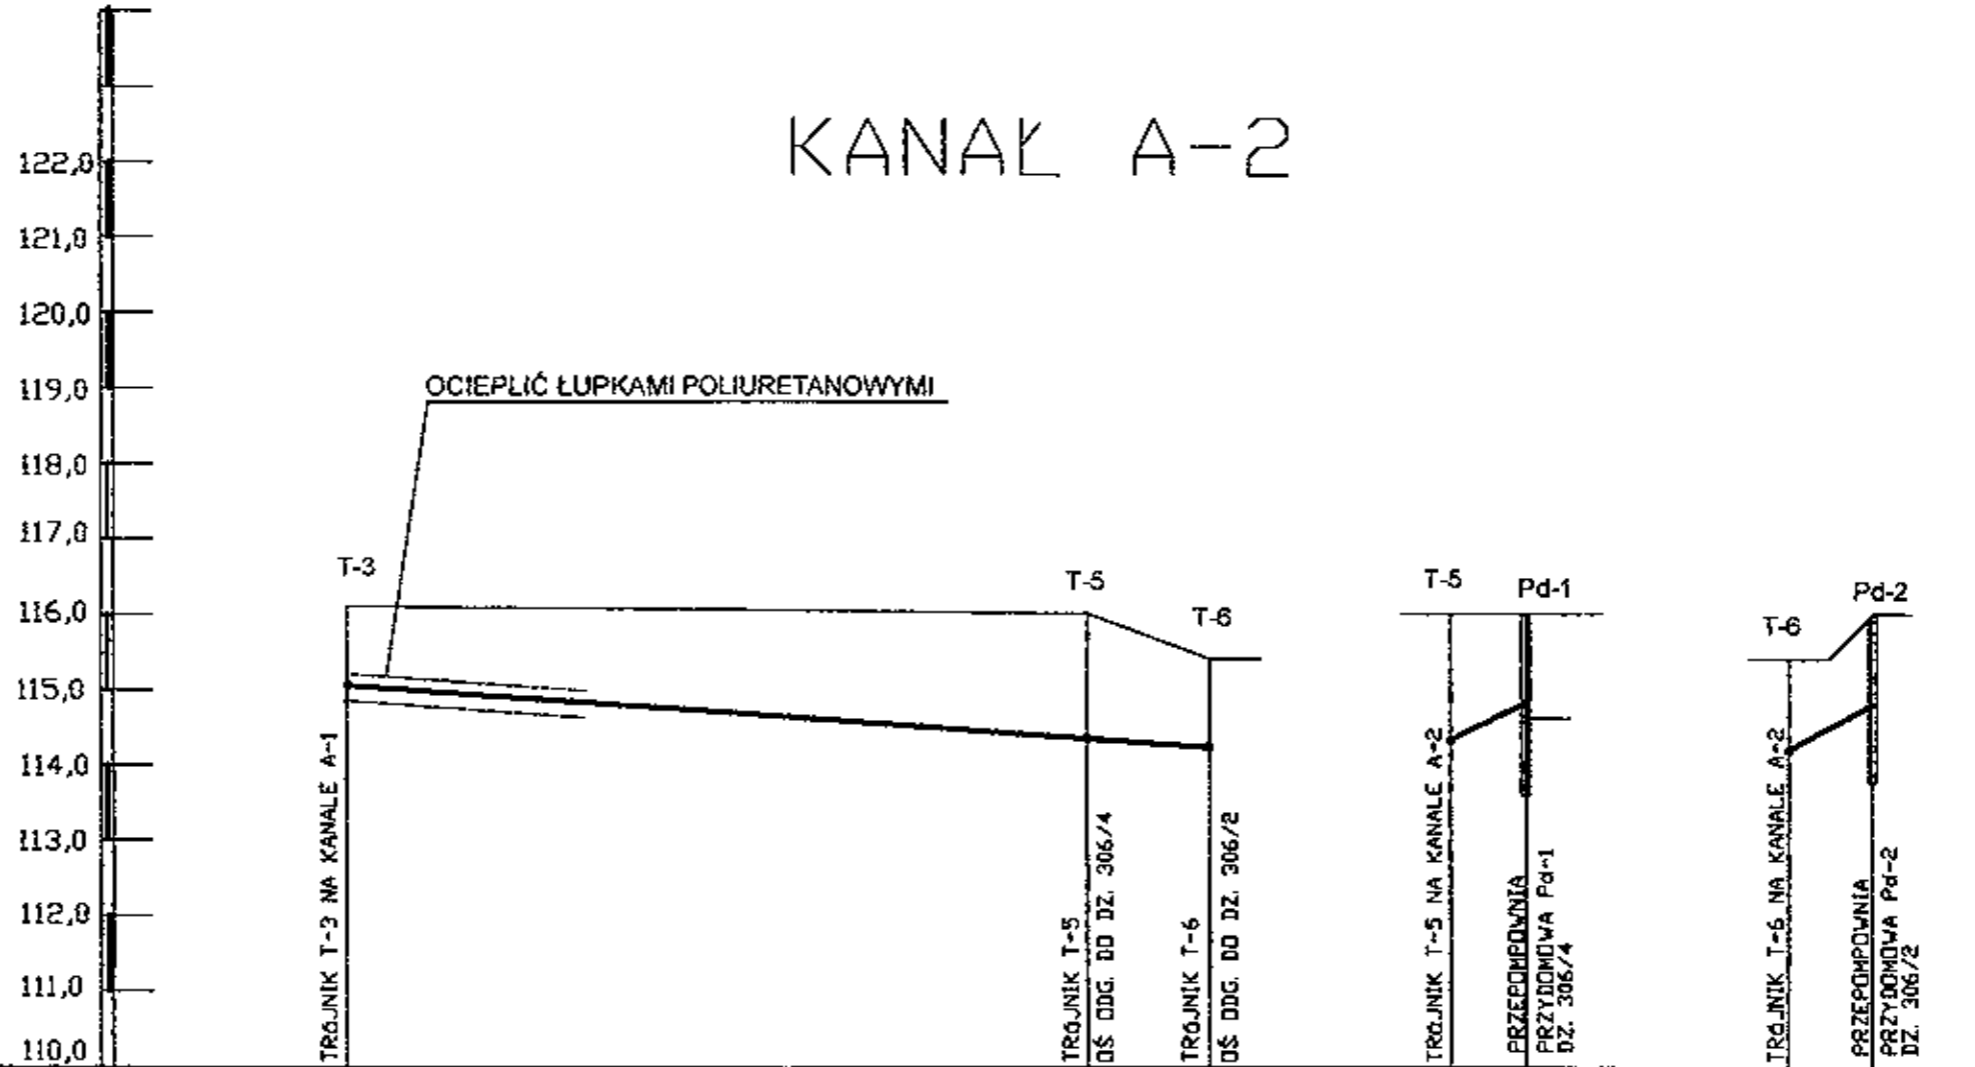 KANAŁ A-2
122,0
121,0
120,0
119,0
118,0
117,0
116,0
115,0
114,0
113,0
112,0
111,0
110,0
OCIEPLIĆ ŁUPKAMI POLIURETANOWYMI
T-3
T-5
T-6
T-5
Pd-1
T-6
Pd-2
TRÓJNIK T-3 NA KANALE A-1
TRÓJNIK T-5
OŚ ODG. DO DZ. 306/4
TRÓJNIK T-6
OŚ ODG. DO DZ. 306/2
TRÓJNIK T-5 NA KANALE A-2
PRZEPOMPOWNIA
PRZYDOMOWA Pd-1
DZ. 306/4
TRÓJNIK T-6 NA KANALE A-2
PRZEPOMPOWNIA
PRZYDOMOWA Pd-2
DZ. 306/2